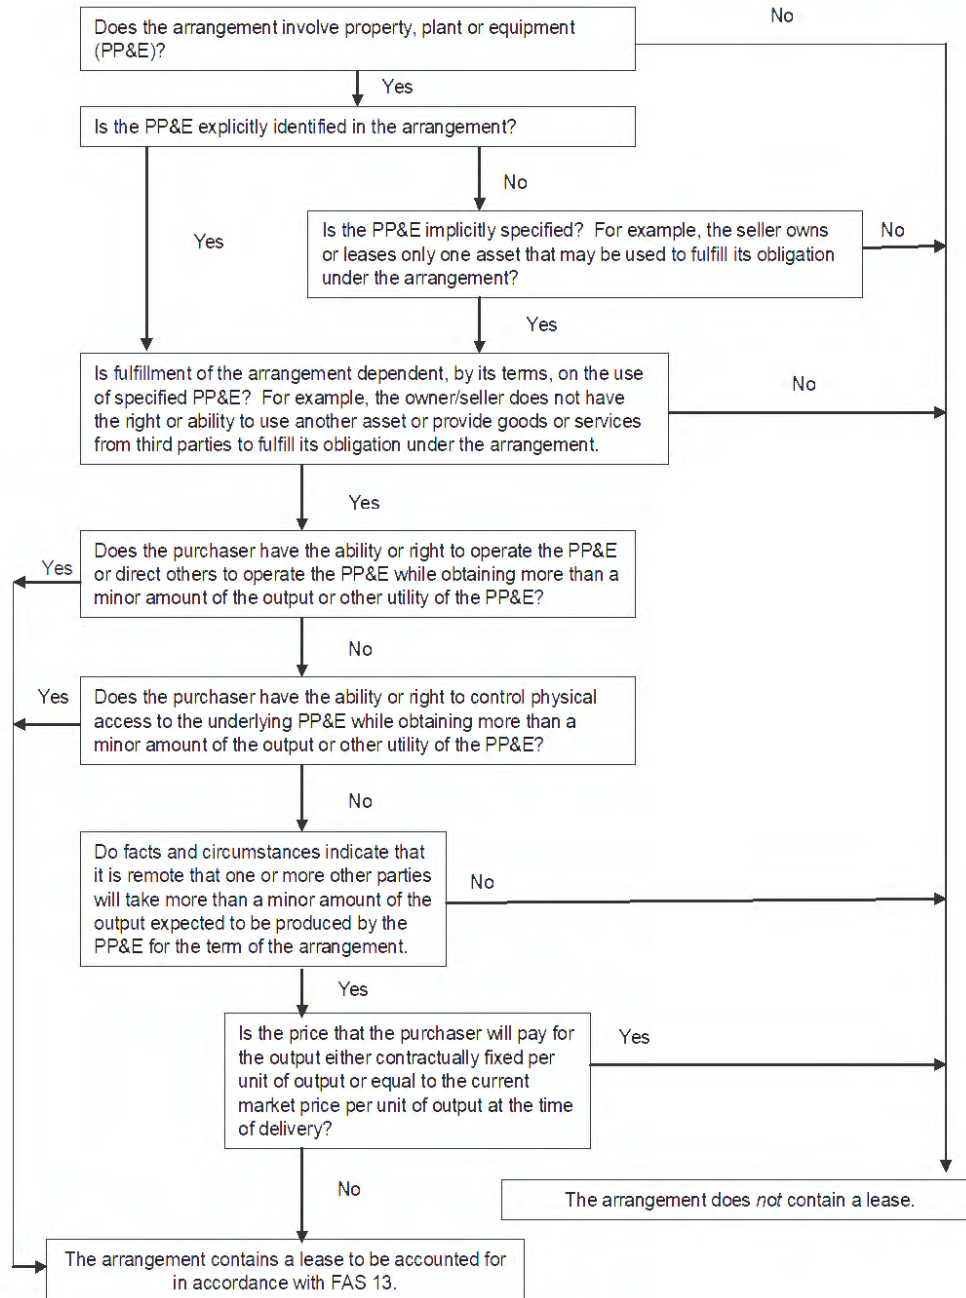 No
Does the arrangement involve property, plant or equipment
(PP&E)?
Yes
Is the PP&E explicitly identified in the arrangement?
No
Yes
Is the PP&E implicitly specified?  For example, the seller owns
or leases only one asset that may be used to fulfill its obligation
under the arrangement?
No
Yes
Is fulfillment of the arrangement dependent, by its terms, on the use
of specified PP&E?  For example, the owner/seller does not have
the right or ability to use another asset or provide goods or services
from third parties to fulfill its obligation under the arrangement.
No
Yes
Does the purchaser have the ability or right to operate the PP&E
or direct others to operate the PP&E while obtaining more than a
minor amount of the output or other utility of the PP&E?
Yes
No
Does the purchaser have the ability or right to control physical
access to the underlying PP&E while obtaining more than a
minor amount of the output or other utility of the PP&E?
Yes
No
Do facts and circumstances indicate that
it is remote that one or more other parties
will take more than a minor amount of the
output expected to be produced by the
PP&E for the term of the arrangement.
No
Yes
Is the price that the purchaser will pay for
the output either contractually fixed per
unit of output or equal to the current
market price per unit of output at the time
of delivery?
Yes
No
The arrangement does not contain a lease.
The arrangement contains a lease to be accounted for
in accordance with FAS 13.